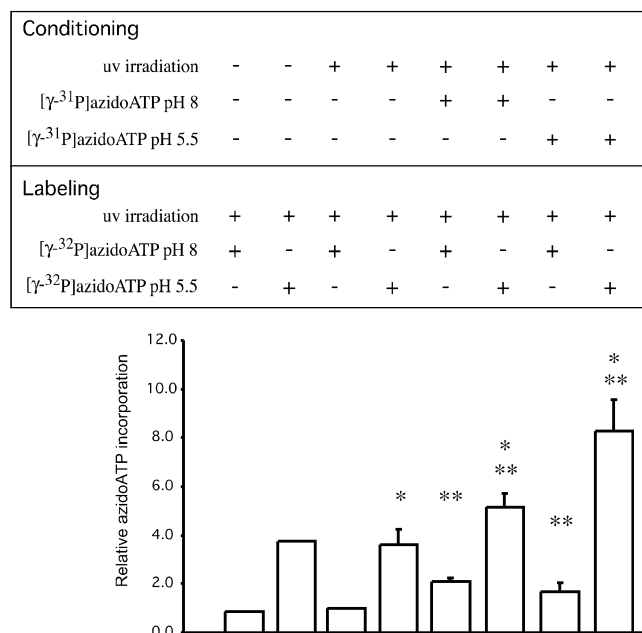 Conditioning
uv irradiation - - + + + + + +
[γ-³¹P]azidoATP pH 8 - - - - + + - -
[γ-³¹P]azidoATP pH 5.5 - - - - - - + +
Labeling
uv irradiation + + + + + + + +
[γ-³²P]azidoATP pH 8 + - + - + - + -
[γ-³²P]azidoATP pH 5.5 - + - + - + - +
Relative azidoATP incorporation
12.0
10.0
8.0
6.0
4.0
2.0
0.0
*
**
*
**
**
*
**